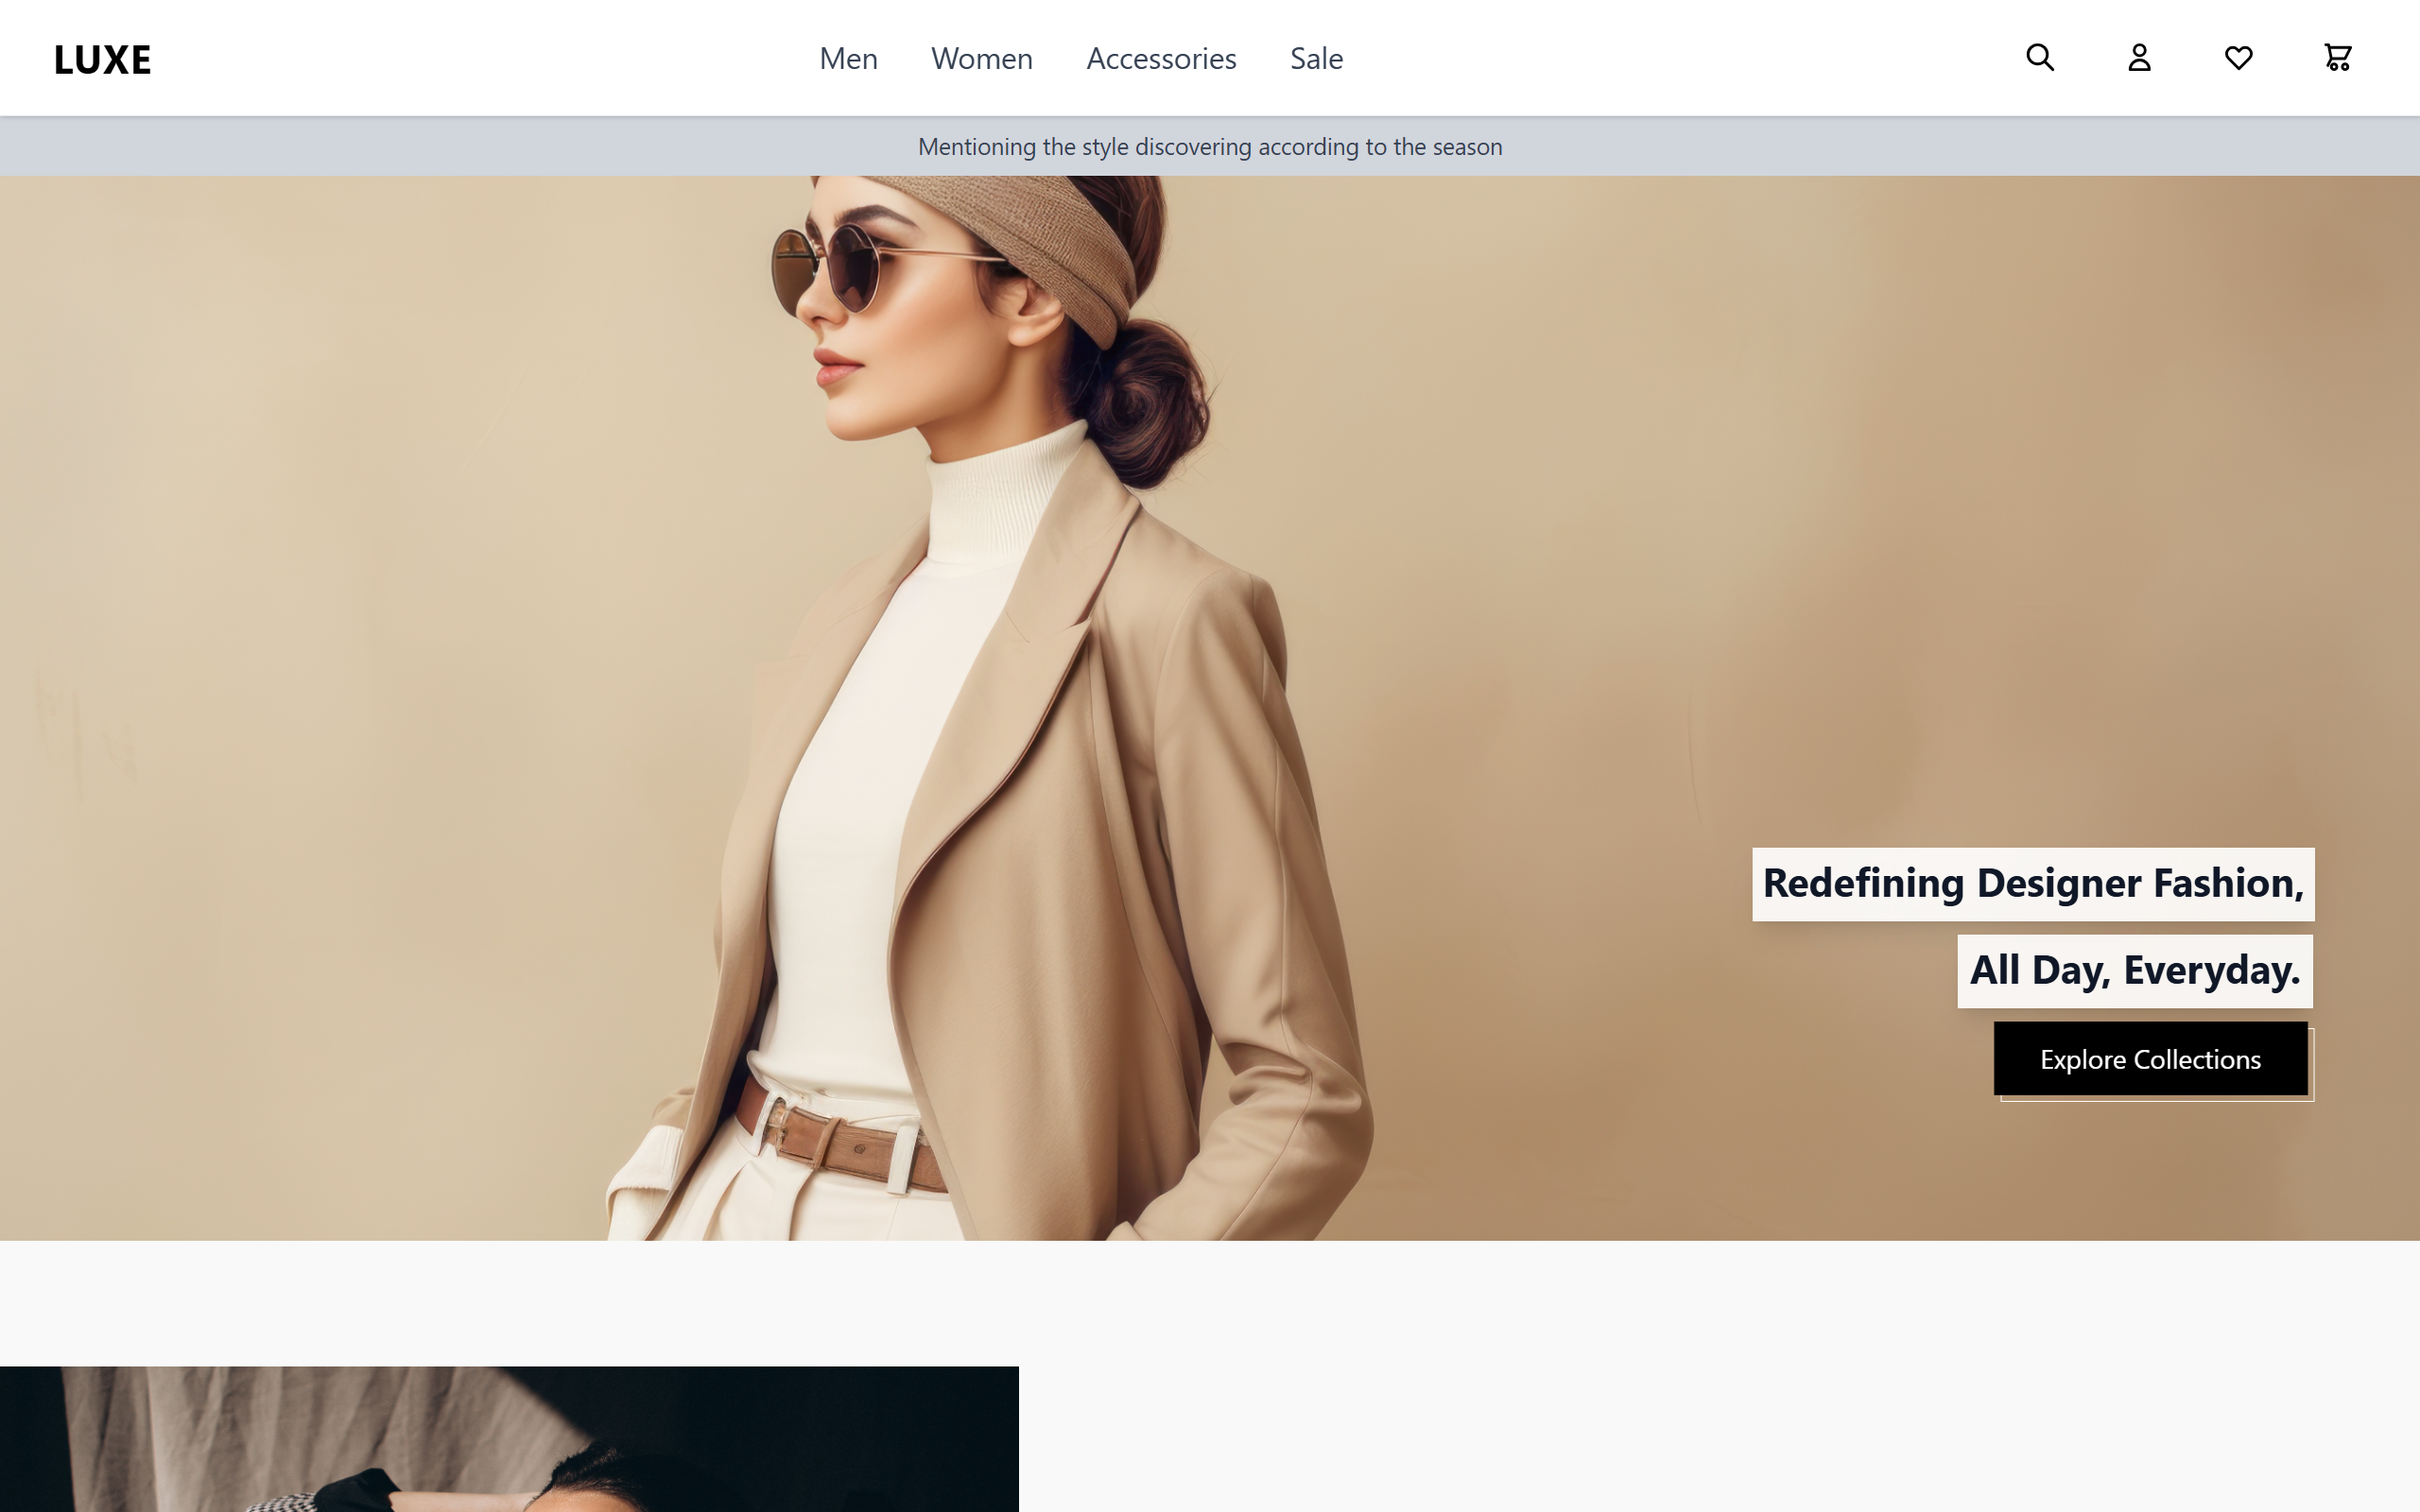 LUXE
Men Women Accessories Sale
Mentioning the style discovering according to the season
Redefining Designer Fashion,
All Day, Everyday.
Explore Collections